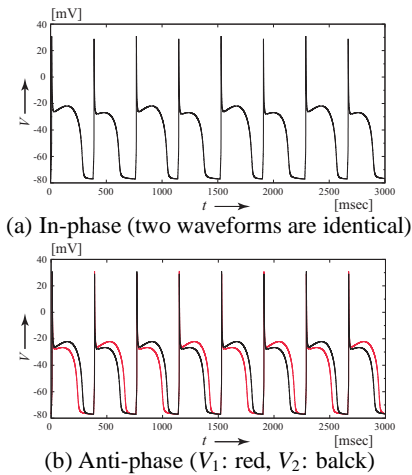 [mV]
40
20
0
-20
-40
-60
-80
V
0 500 1000 1500 2000 2500 3000
t [msec]
(a) In-phase (two waveforms are identical)
[mV]
40
20
0
-20
-40
-60
-80
V
0 500 1000 1500 2000 2500 3000
t [msec]
(b) Anti-phase (V1: red, V2: balck)